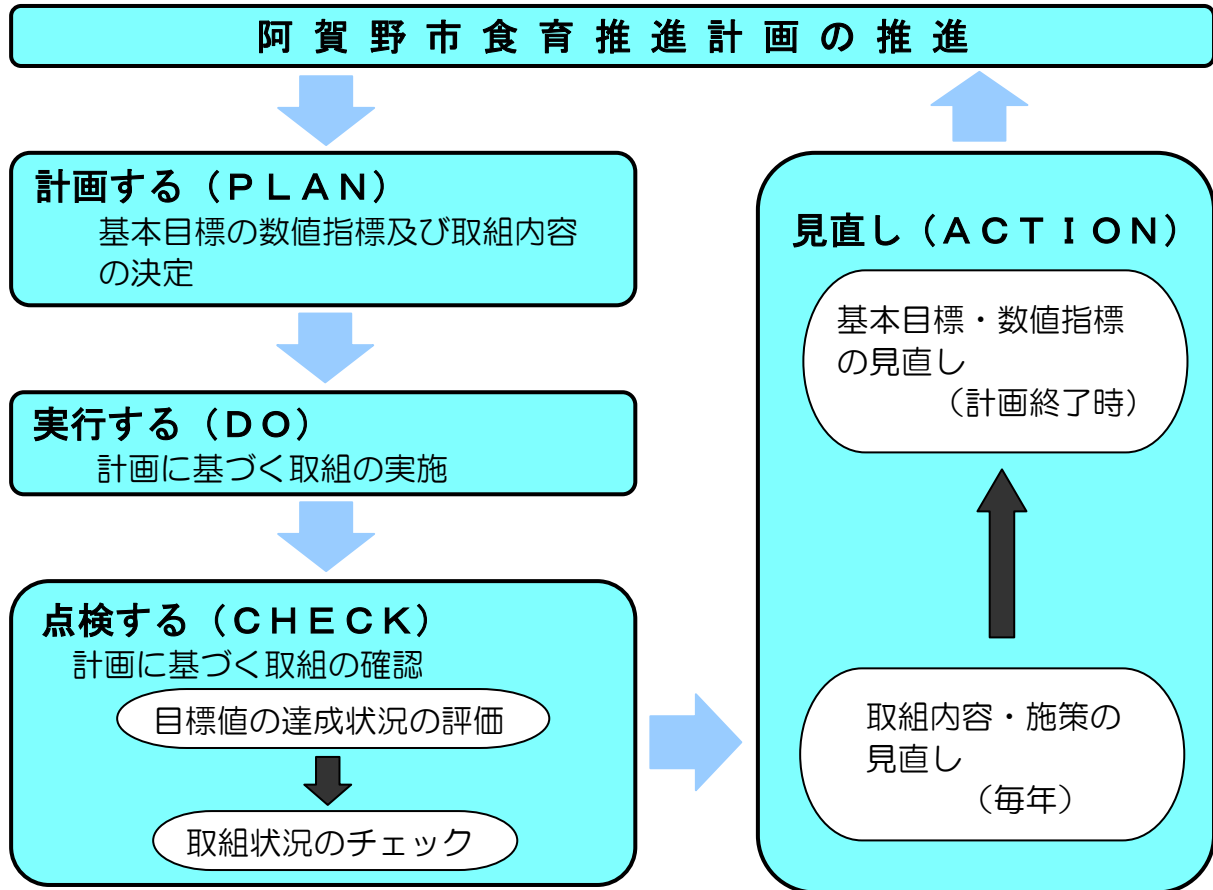 阿賀野市食育推進計画の推進
計画する（ＰＬＡＮ）
基本目標の数値指標及び取組内容
の決定
実行する（ＤＯ）
計画に基づく取組の実施
点検する（ＣＨＥＣＫ）
計画に基づく取組の確認
目標値の達成状況の評価
取組状況のチェック
見直し（ＡＣＴＩＯＮ）
基本目標・数値指標
の見直し
（計画終了時）
取組内容・施策の
見直し
（毎年）